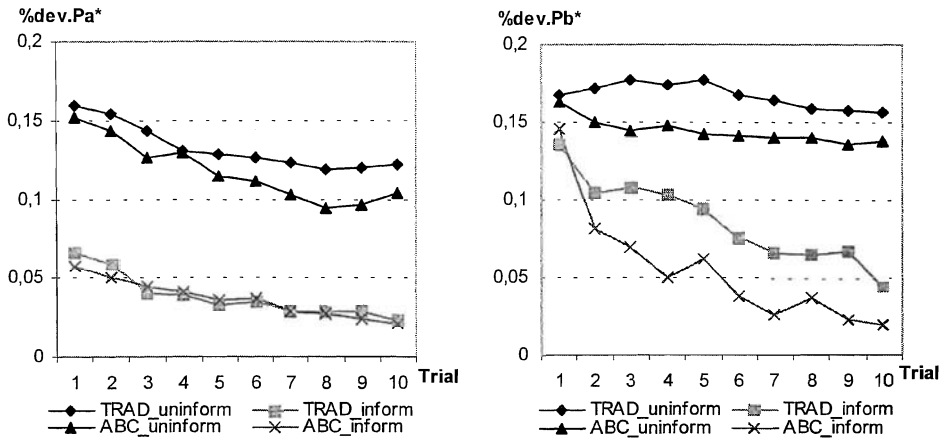 %dev.Pa*
0,2
0,15
0,1
0,05
0
1 2 3 4 5 6 7 8 9 10 Trial
TRAD_uninform TRAD_inform
ABC_uninform ABC_inform
%dev.Pb*
0,2
0,15
0,1
0,05
0
1 2 3 4 5 6 7 8 9 10 Trial
TRAD_uninform TRAD_inform
ABC_uninform ABC_inform